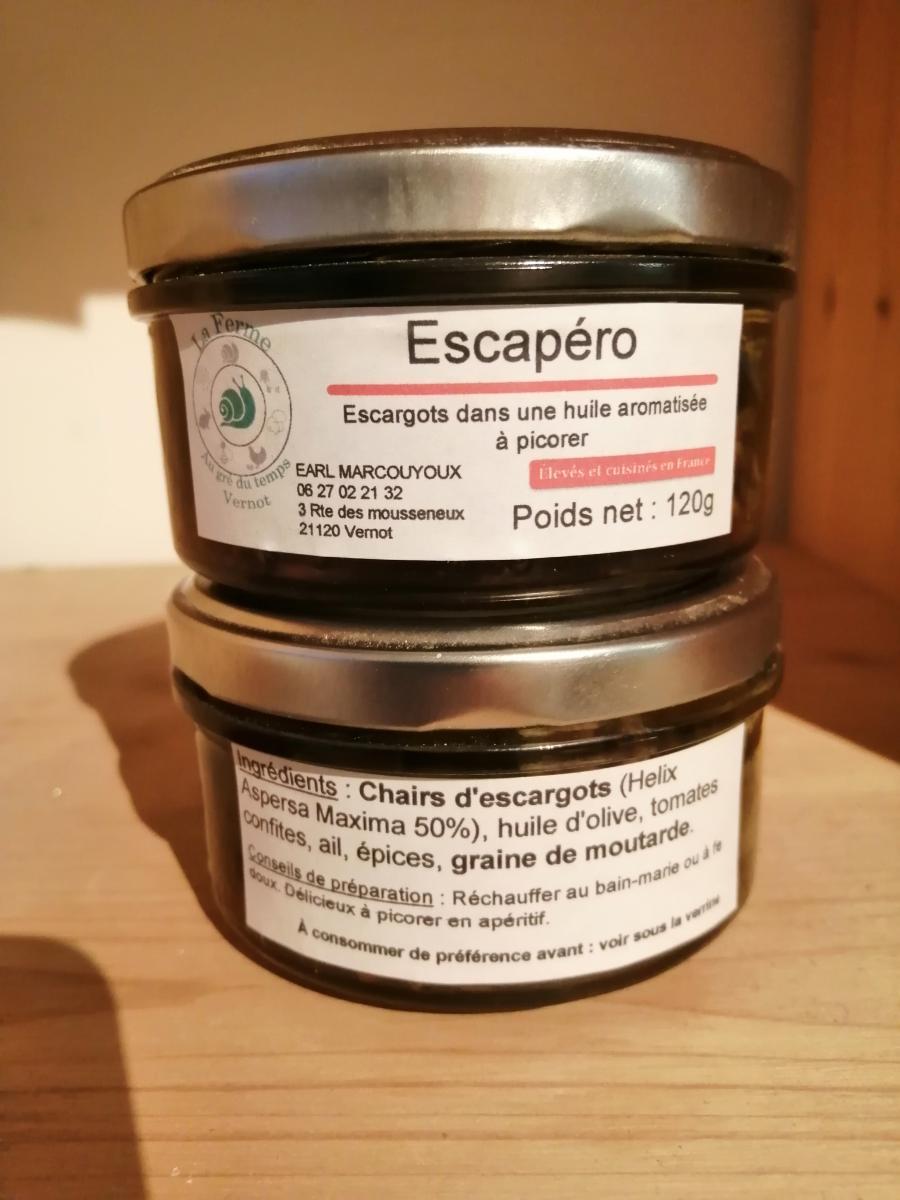 La Ferme
Au gré du temps
Vernot
Escapéro
Escargots dans une huile aromatisée
à picorer
Élevés et cuisinés en France
EARL MARCOUYOUX
06 27 02 21 32
3 Rte des mousseneux
21120 Vernot
Poids net : 120g
Ingrédients : Chairs d'escargots (Helix
Aspersa Maxima 50%), huile d'olive, tomates
confites, ail, épices, graine de moutarde.
Conseils de préparation : Réchauffer au bain-marie ou à fe
doux. Délicieux à picorer en apéritif.
À consommer de préférence avant : voir sous la verrine